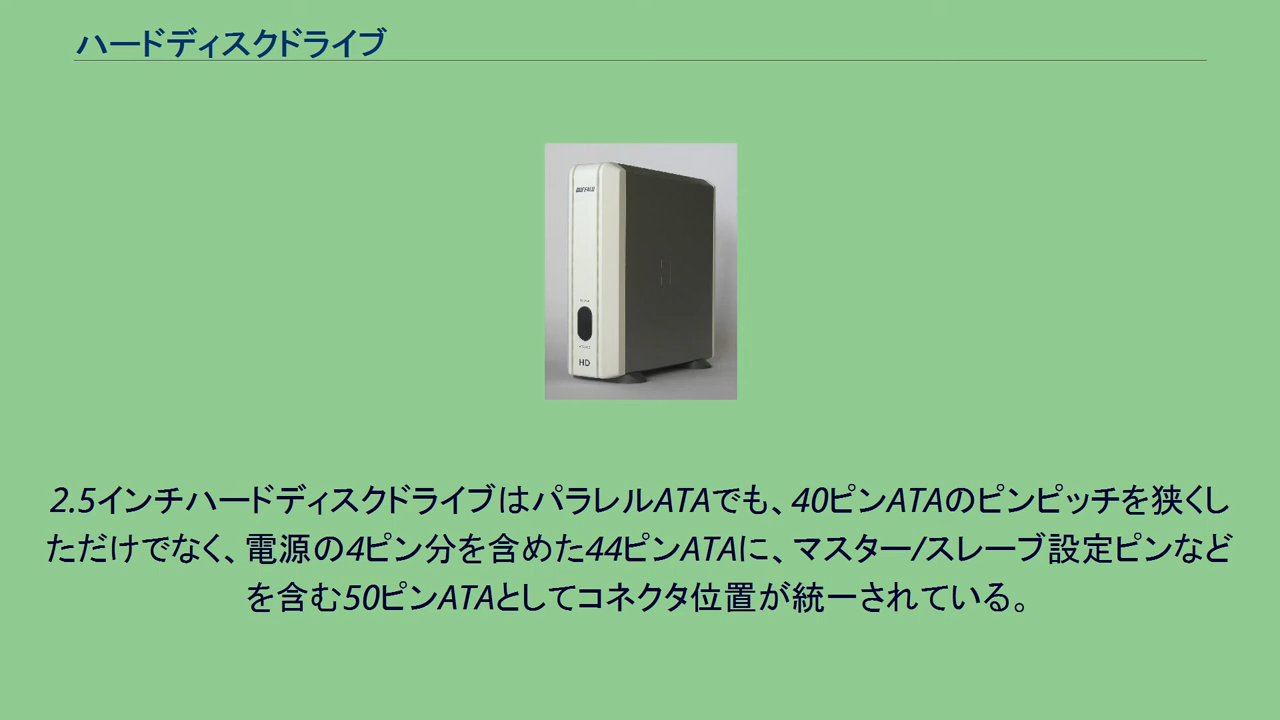 ハードディスクドライブ
BUFFALO
HD
2.5インチハードディスクドライブはパラレルATAでも、40ピンATAのピンピッチを狭くし
ただけでなく、電源の4ピン分を含めた44ピンATAに、マスター/スレーブ設定ピンなど
を含む50ピンATAとしてコネクタ位置が統一されている。